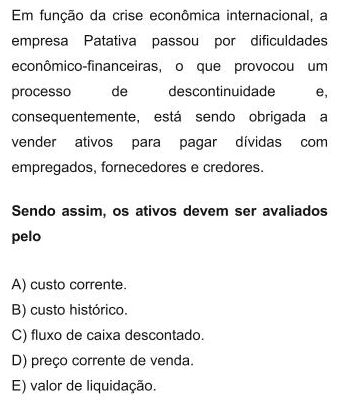 Em função da crise econômica internacional, a
empresa Patativa passou por dificuldades
econômico-financeiras, o que provocou um
processo de descontinuidade e,
consequentemente, está sendo obrigada a
vender ativos para pagar dívidas com
empregados, fornecedores e credores.
Sendo assim, os ativos devem ser avaliados
pelo
A) custo corrente.
B) custo histórico.
C) fluxo de caixa descontado.
D) preço corrente de venda.
E) valor de liquidação.